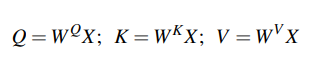 Q = W^Q X; K = W^K X; V = W^V X